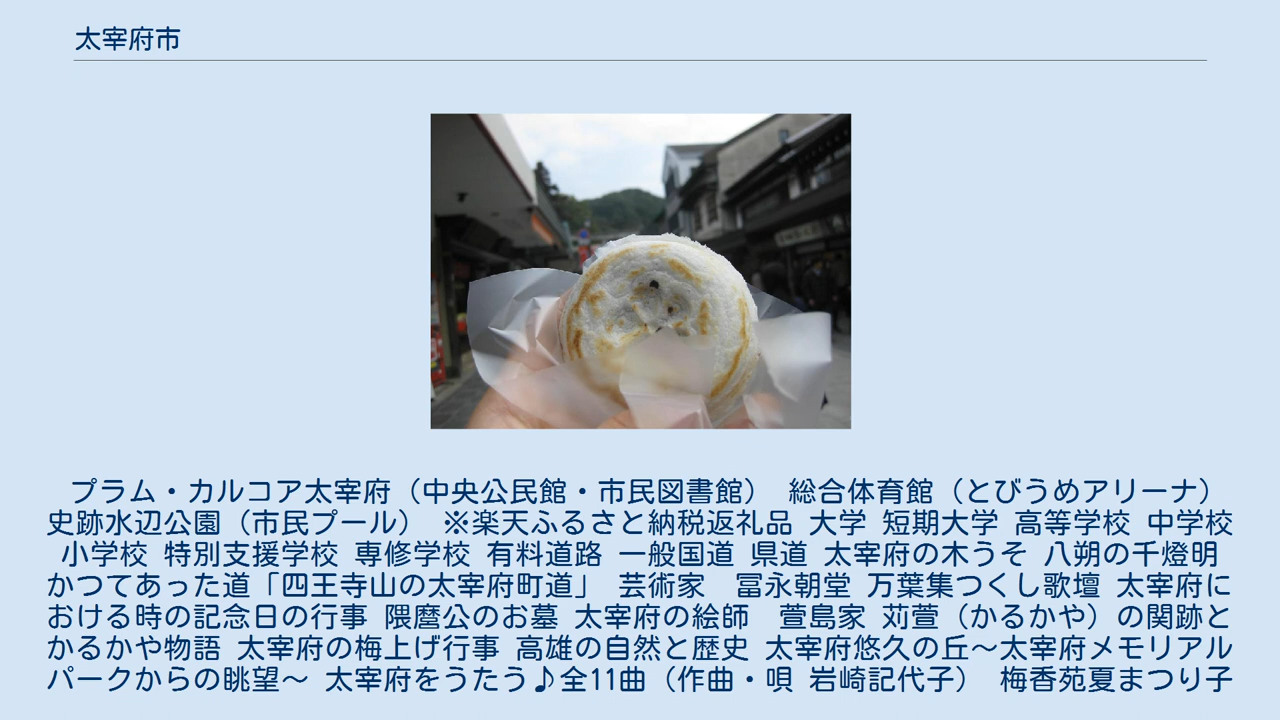 太宰府市
プラム・カルコア太宰府（中央公民館・市民図書館） 総合体育館（とびうめアリーナ）
史跡水辺公園（市民プール） ※楽天ふるさと納税返礼品 大学 短期大学 高等学校 中学校
小学校 特別支援学校 専修学校 有料道路 一般国道 県道 太宰府の木うそ 八朔の千燈明
かつてあった道「四王寺山の太宰府町道」 芸術家　冨永朝堂 万葉集つくし歌壇 太宰府に
おける時の記念日の行事 隈麿公のお墓 太宰府の絵師　萱島家 苅萱（かるかや）の関跡と
かるかや物語 太宰府の梅上げ行事 高雄の自然と歴史 太宰府悠久の丘〜太宰府メモリアル
パークからの眺望〜 太宰府をうたう♪全11曲（作曲・唄 岩崎記代子） 梅香苑夏まつり子